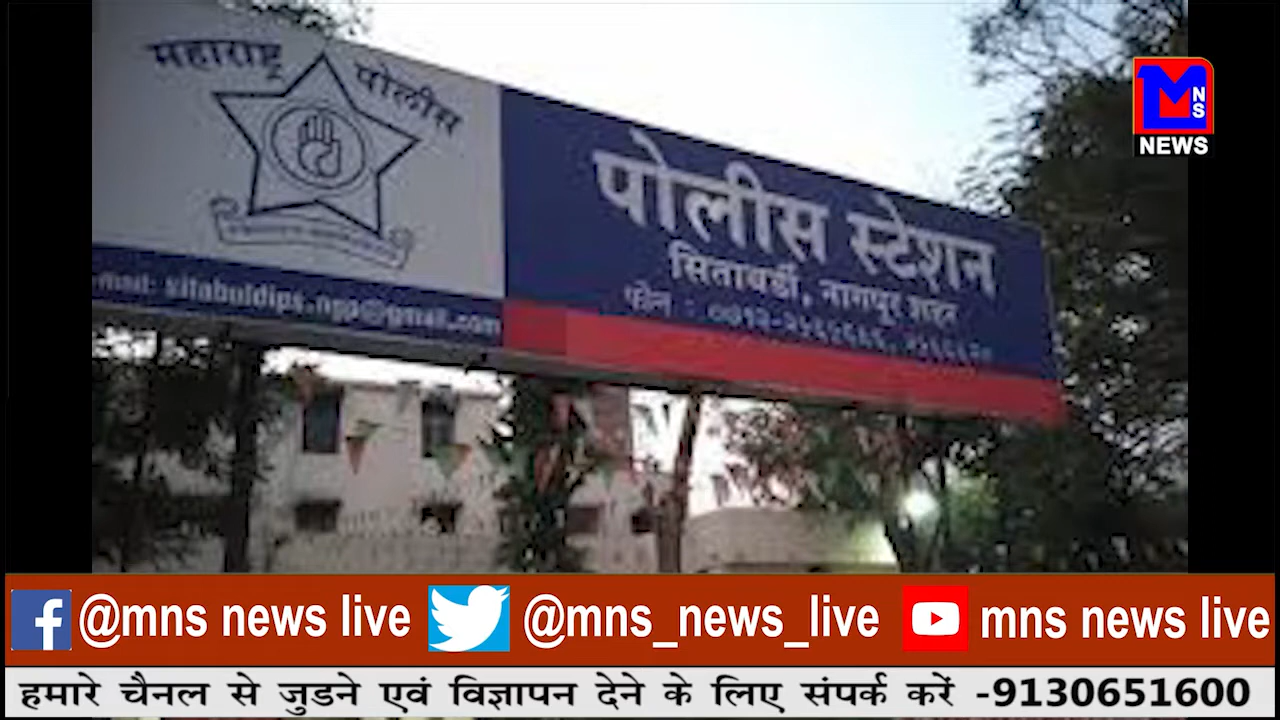 महाराष्ट्र पोलीस
पोलीस स्टेशन
सिताबर्डी, नागपूर शहर
फोन :
e-mail: sitabuldips.ngp@gmail.com
MNS
NEWS
@mns news live
@mns_news_live
mns news live
हमारे चैनल से जुडने एवं विज्ञापन देने के लिए संपर्क करें -9130651600